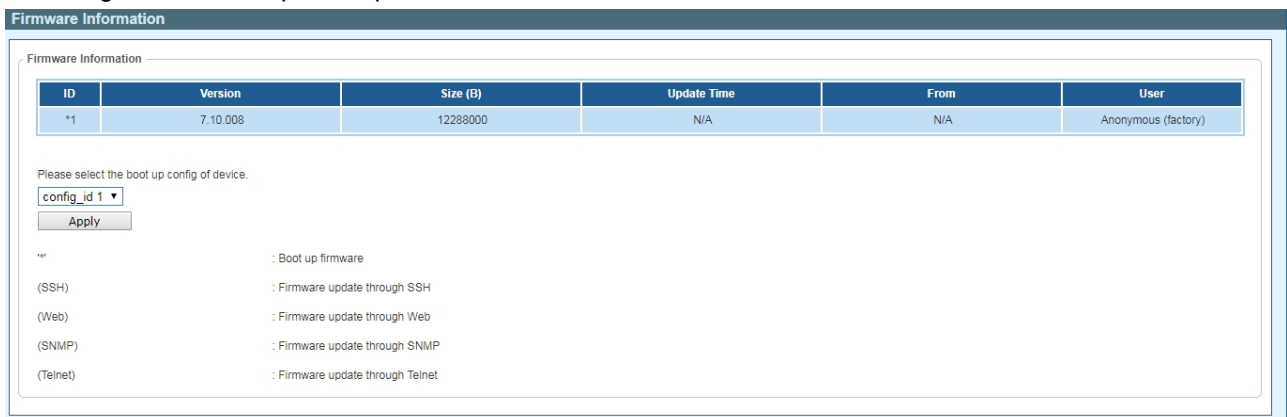 Firmware Information
Firmware Information
ID Version Size (B) Update Time From User
*1 7.10.008 12288000 N/A N/A Anonymous (factory)
Please select the boot up config of device.
config_id 1 ▼
Apply
'*' : Boot up firmware
(SSH) : Firmware update through SSH
(Web) : Firmware update through Web
(SNMP) : Firmware update through SNMP
(Telnet) : Firmware update through Telnet